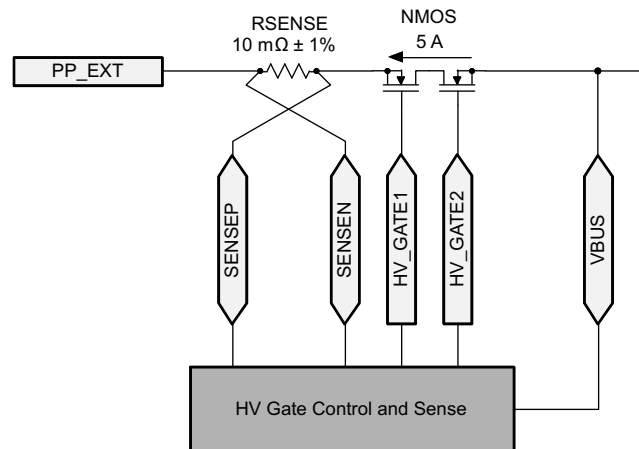 RSENSE
10 mΩ ± 1%
NMOS
5 A
PP_EXT
SENSEP
SENSEN
HV_GATE1
HV_GATE2
VBUS
HV Gate Control and Sense